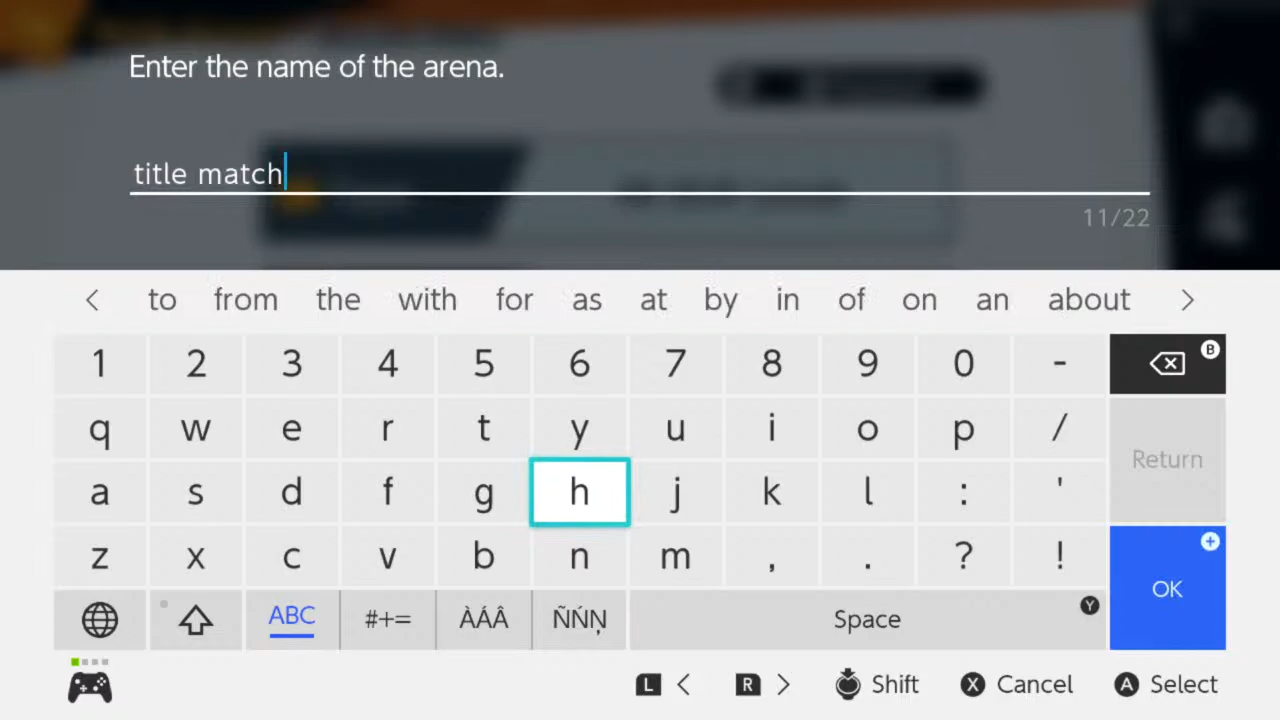 Enter the name of the arena.
title match
11/22
to from the with for as at by in of on an about
1 2 3 4 5 6 7 8 9 0 - B
q w e r t y u i o p /
Return
a s d f g h j k l : '
z x c v b n m , . ? ! +
OK
ABC #+= ÀÁÂ ÑŃŅ Space Y
L R Shift X Cancel A Select